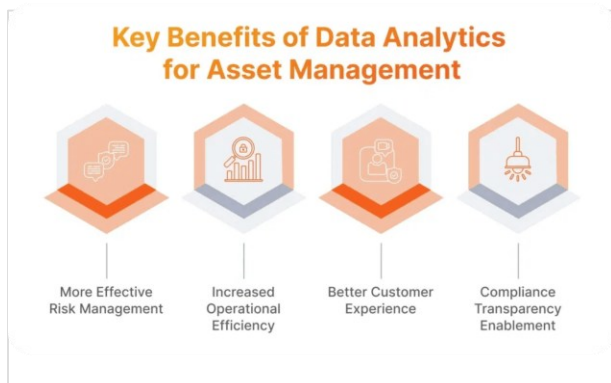 Key Benefits of Data Analytics
for Asset Management
More Effective
Risk Management
Increased
Operational
Efficiency
Better Customer
Experience
Compliance
Transparency
Enablement